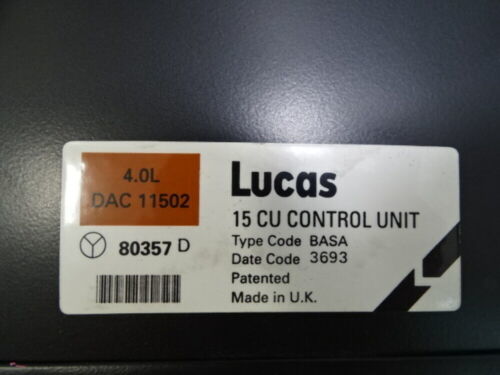 4.0L
DAC 11502
80357 D
Lucas
15 CU CONTROL UNIT
Type Code BASA
Date Code 3693
Patented
Made in U.K.